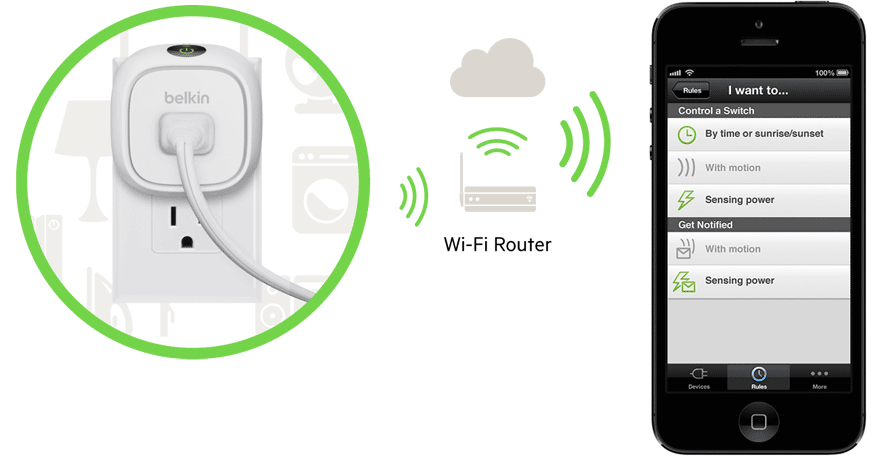 belkin
Wi-Fi Router
100%
Rules
I want to...
Control a Switch
By time or sunrise/sunset
With motion
Sensing power
Get Notified
With motion
Sensing power
Devices
Rules
More